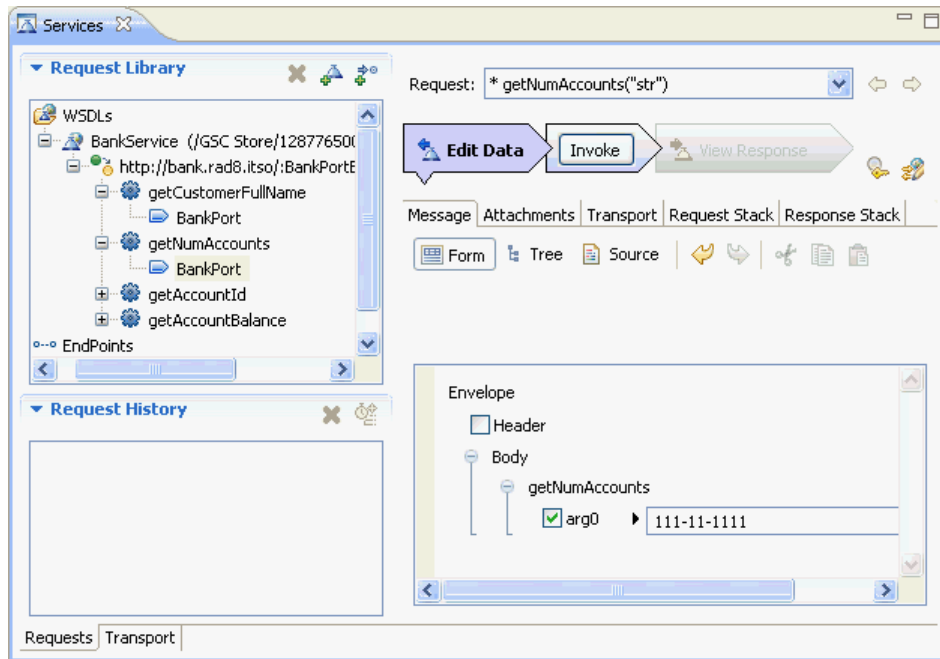 Services
Request Library
WSDLs
BankService (/GSC Store/128776500
http://bank.rad8.itso/:BankPortB
getCustomerFullName
BankPort
getNumAccounts
BankPort
getAccountId
getAccountBalance
EndPoints
Request History
Requests Transport
Request: * getNumAccounts("str")
Edit Data Invoke View Response
Message Attachments Transport Request Stack Response Stack
Form Tree Source
Envelope
Header
Body
getNumAccounts
arg0 111-11-1111